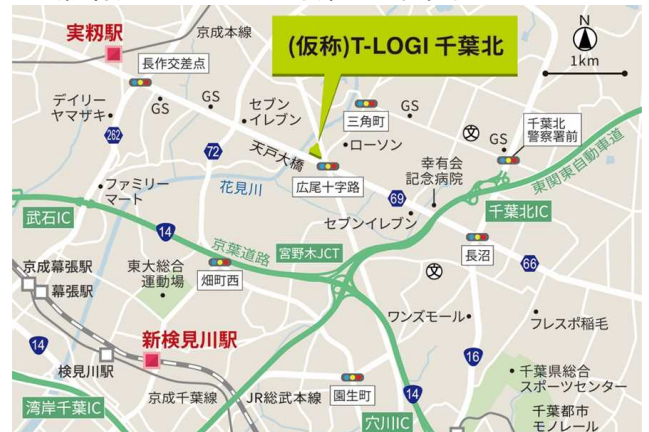 実籾駅
京成本線
(仮称)T-LOGI 千葉北
N
1km
長作交差点
デイリー
ヤマザキ
GS
GS
セブン
イレブン
三角町
GS
千葉北
警察署前
GS
文
262
72
天戸大橋
ローソン
幸有会
記念病院
東関東自動車道
ファミリー
マート
花見川
広尾十字路
69
セブンイレブン
千葉北IC
武石IC
14
京葉道路
宮野木JCT
長沼
66
京成幕張駅
幕張駅
東大総合
運動場
畑町西
文
ワンズモール
フレスポ稲毛
14
新検見川駅
検見川駅
16
千葉県総合
スポーツセンター
湾岸千葉IC
京成千葉線
JR総武本線
園生町
14
穴川IC
千葉都市
モノレール